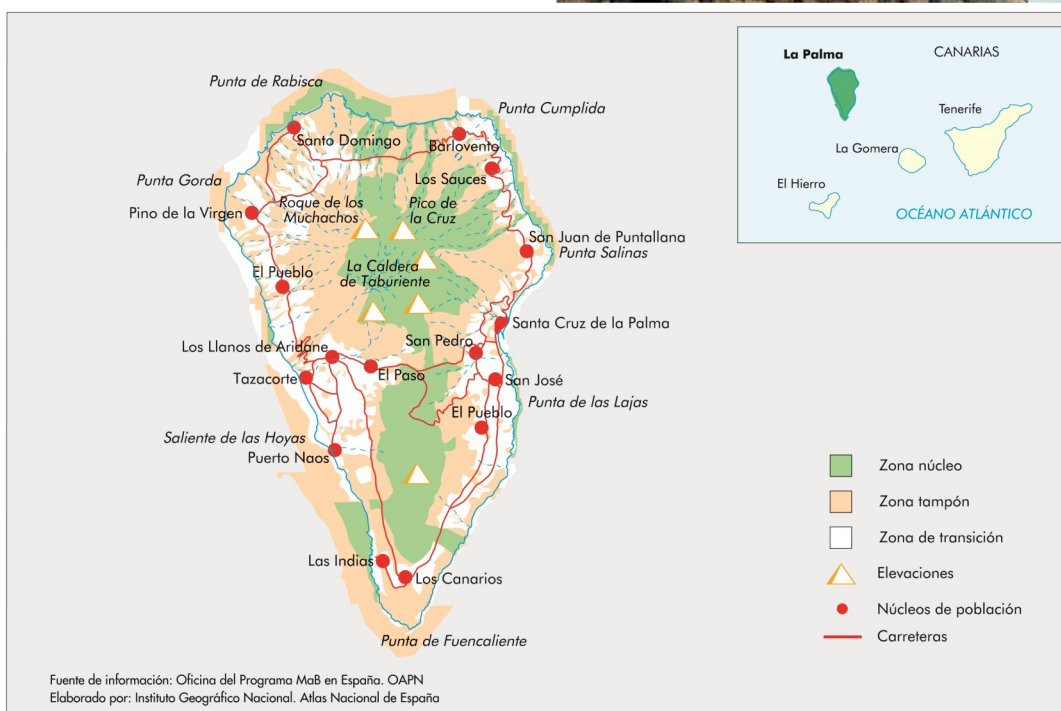 Punta de Rabisca
Punta Cumplida
Santo Domingo
Barlovento
Los Sauces
Punta Gorda
Pino de la Virgen
Roque de los
Muchachos
Pico de
la Cruz
San Juan de Puntallana
Punta Salinas
El Pueblo
La Caldera
de Taburiente
Santa Cruz de la Palma
San Pedro
Los Llanos de Aridane
El Paso
Tazacorte
San José
El Pueblo
Punta de las Lajas
Saliente de las Hoyas
Puerto Naos
Las Indias
Los Canarios
Punta de Fuencaliente
La Palma
CANARIAS
Tenerife
La Gomera
El Hierro
OCÉANO ATLÁNTICO
Zona núcleo
Zona tampón
Zona de transición
Elevaciones
Núcleos de población
Carreteras
Fuente de información: Oficina del Programa MaB en España. OAPN
Elaborado por: Instituto Geográfico Nacional. Atlas Nacional de España